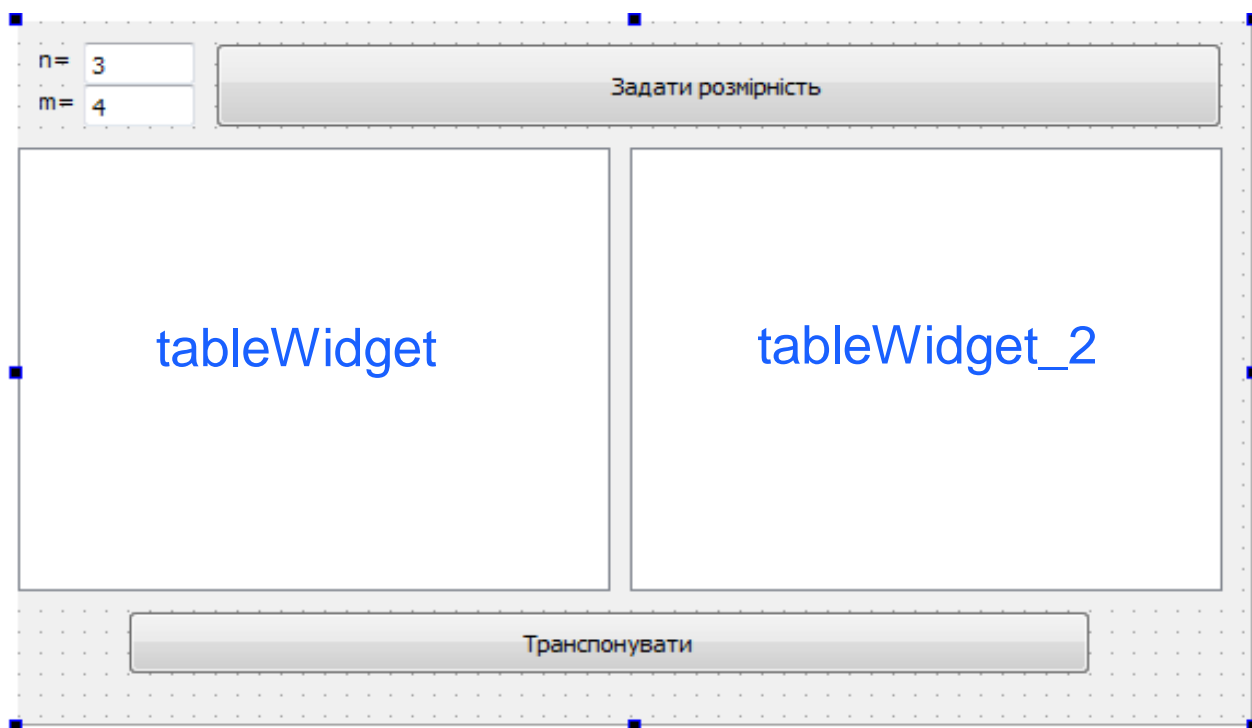 n= 3
Задати розмірність
m= 4
tableWidget
tableWidget_2
Транспонувати